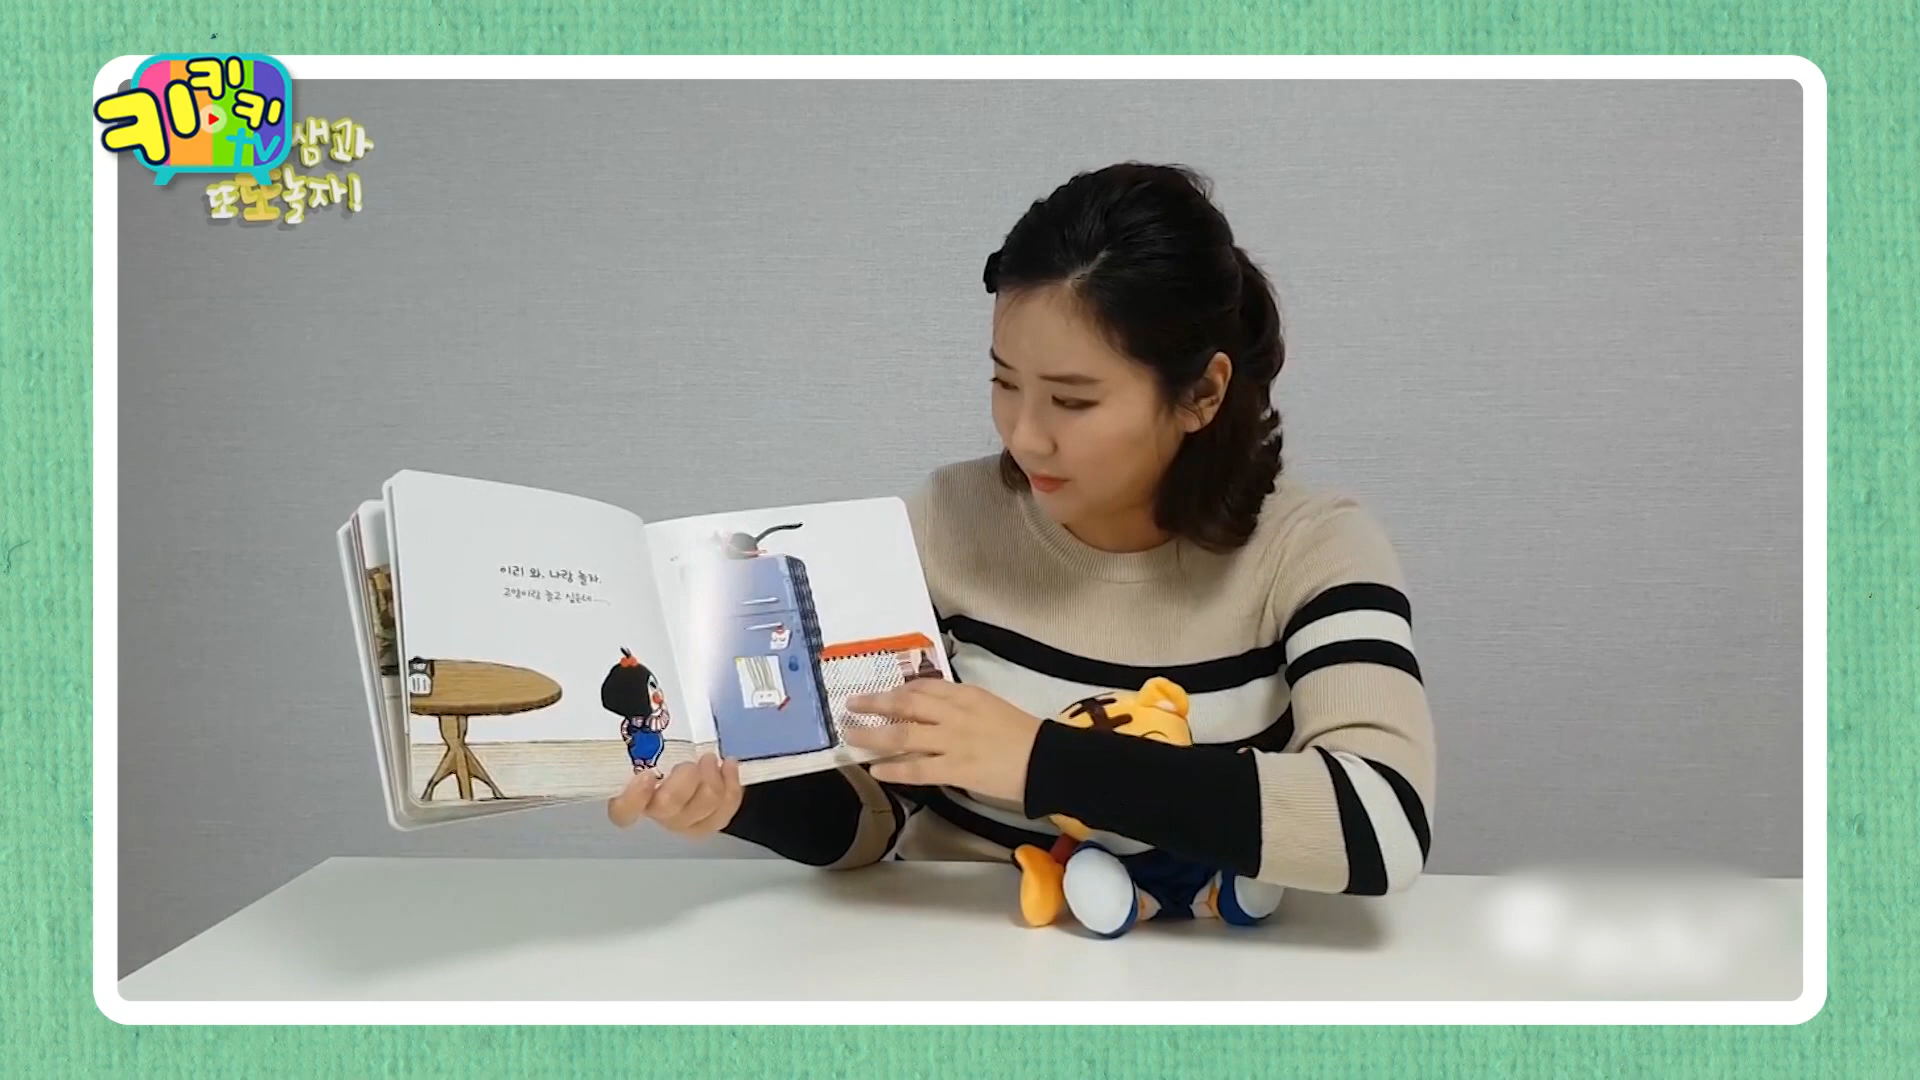 키키키
tv
샘과
또또놀자!
이리 와, 나랑 놀자.
고양이랑 놀고 싶은데……,